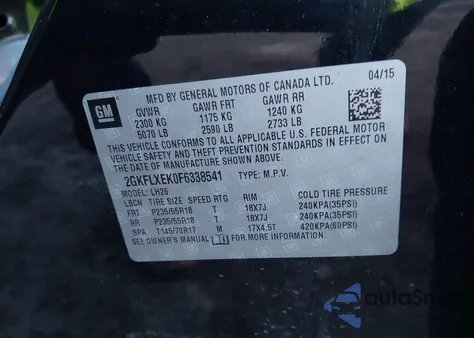 GM
MFD BY GENERAL MOTORS OF CANADA LTD. 04/15
GVWR GAWR FRT GAWR RR
2300 KG 1175 KG 1240 KG
5070 LB 2590 LB 2733 LB
THIS VEHICLE CONFORMS TO ALL APPLICABLE U.S. FEDERAL MOTOR
VEHICLE SAFETY, BUMPER, AND THEFT PREVENTION STANDARDS IN EFFECT ON
THE DATE OF MANUFACTURE SHOWN ABOVE.
2GKFLXEK0F6338541 TYPE: M.P.V.
MODEL: LH26
LBCN TIRE SIZE SPEED RTG RIM COLD TIRE PRESSURE
FRT P235/55R18 T 18X7J 240KPA(35PSI)
RR P235/55R18 T 18X7J 240KPA(35PSI)
SPA T145/70R17 M 17X4.5T 420KPA(60PSI)
SEE OWNER'S MANUAL FOR MORE INFORMATION.
autoSnap